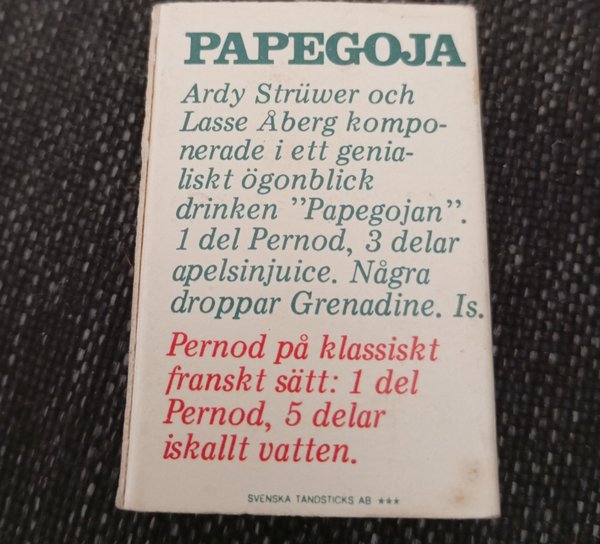 PAPEGOJA
Ardy Strüwer och
Lasse Åberg kompo-
nerade i ett genia-
liskt ögonblick
drinken ”Papegojan”.
1 del Pernod, 3 delar
apelsinjuice. Några
droppar Grenadine. Is.
Pernod på klassiskt
franskt sätt: 1 del
Pernod, 5 delar
iskallt vatten.
SVENSKA TÄNDSTICKS AB ★★★